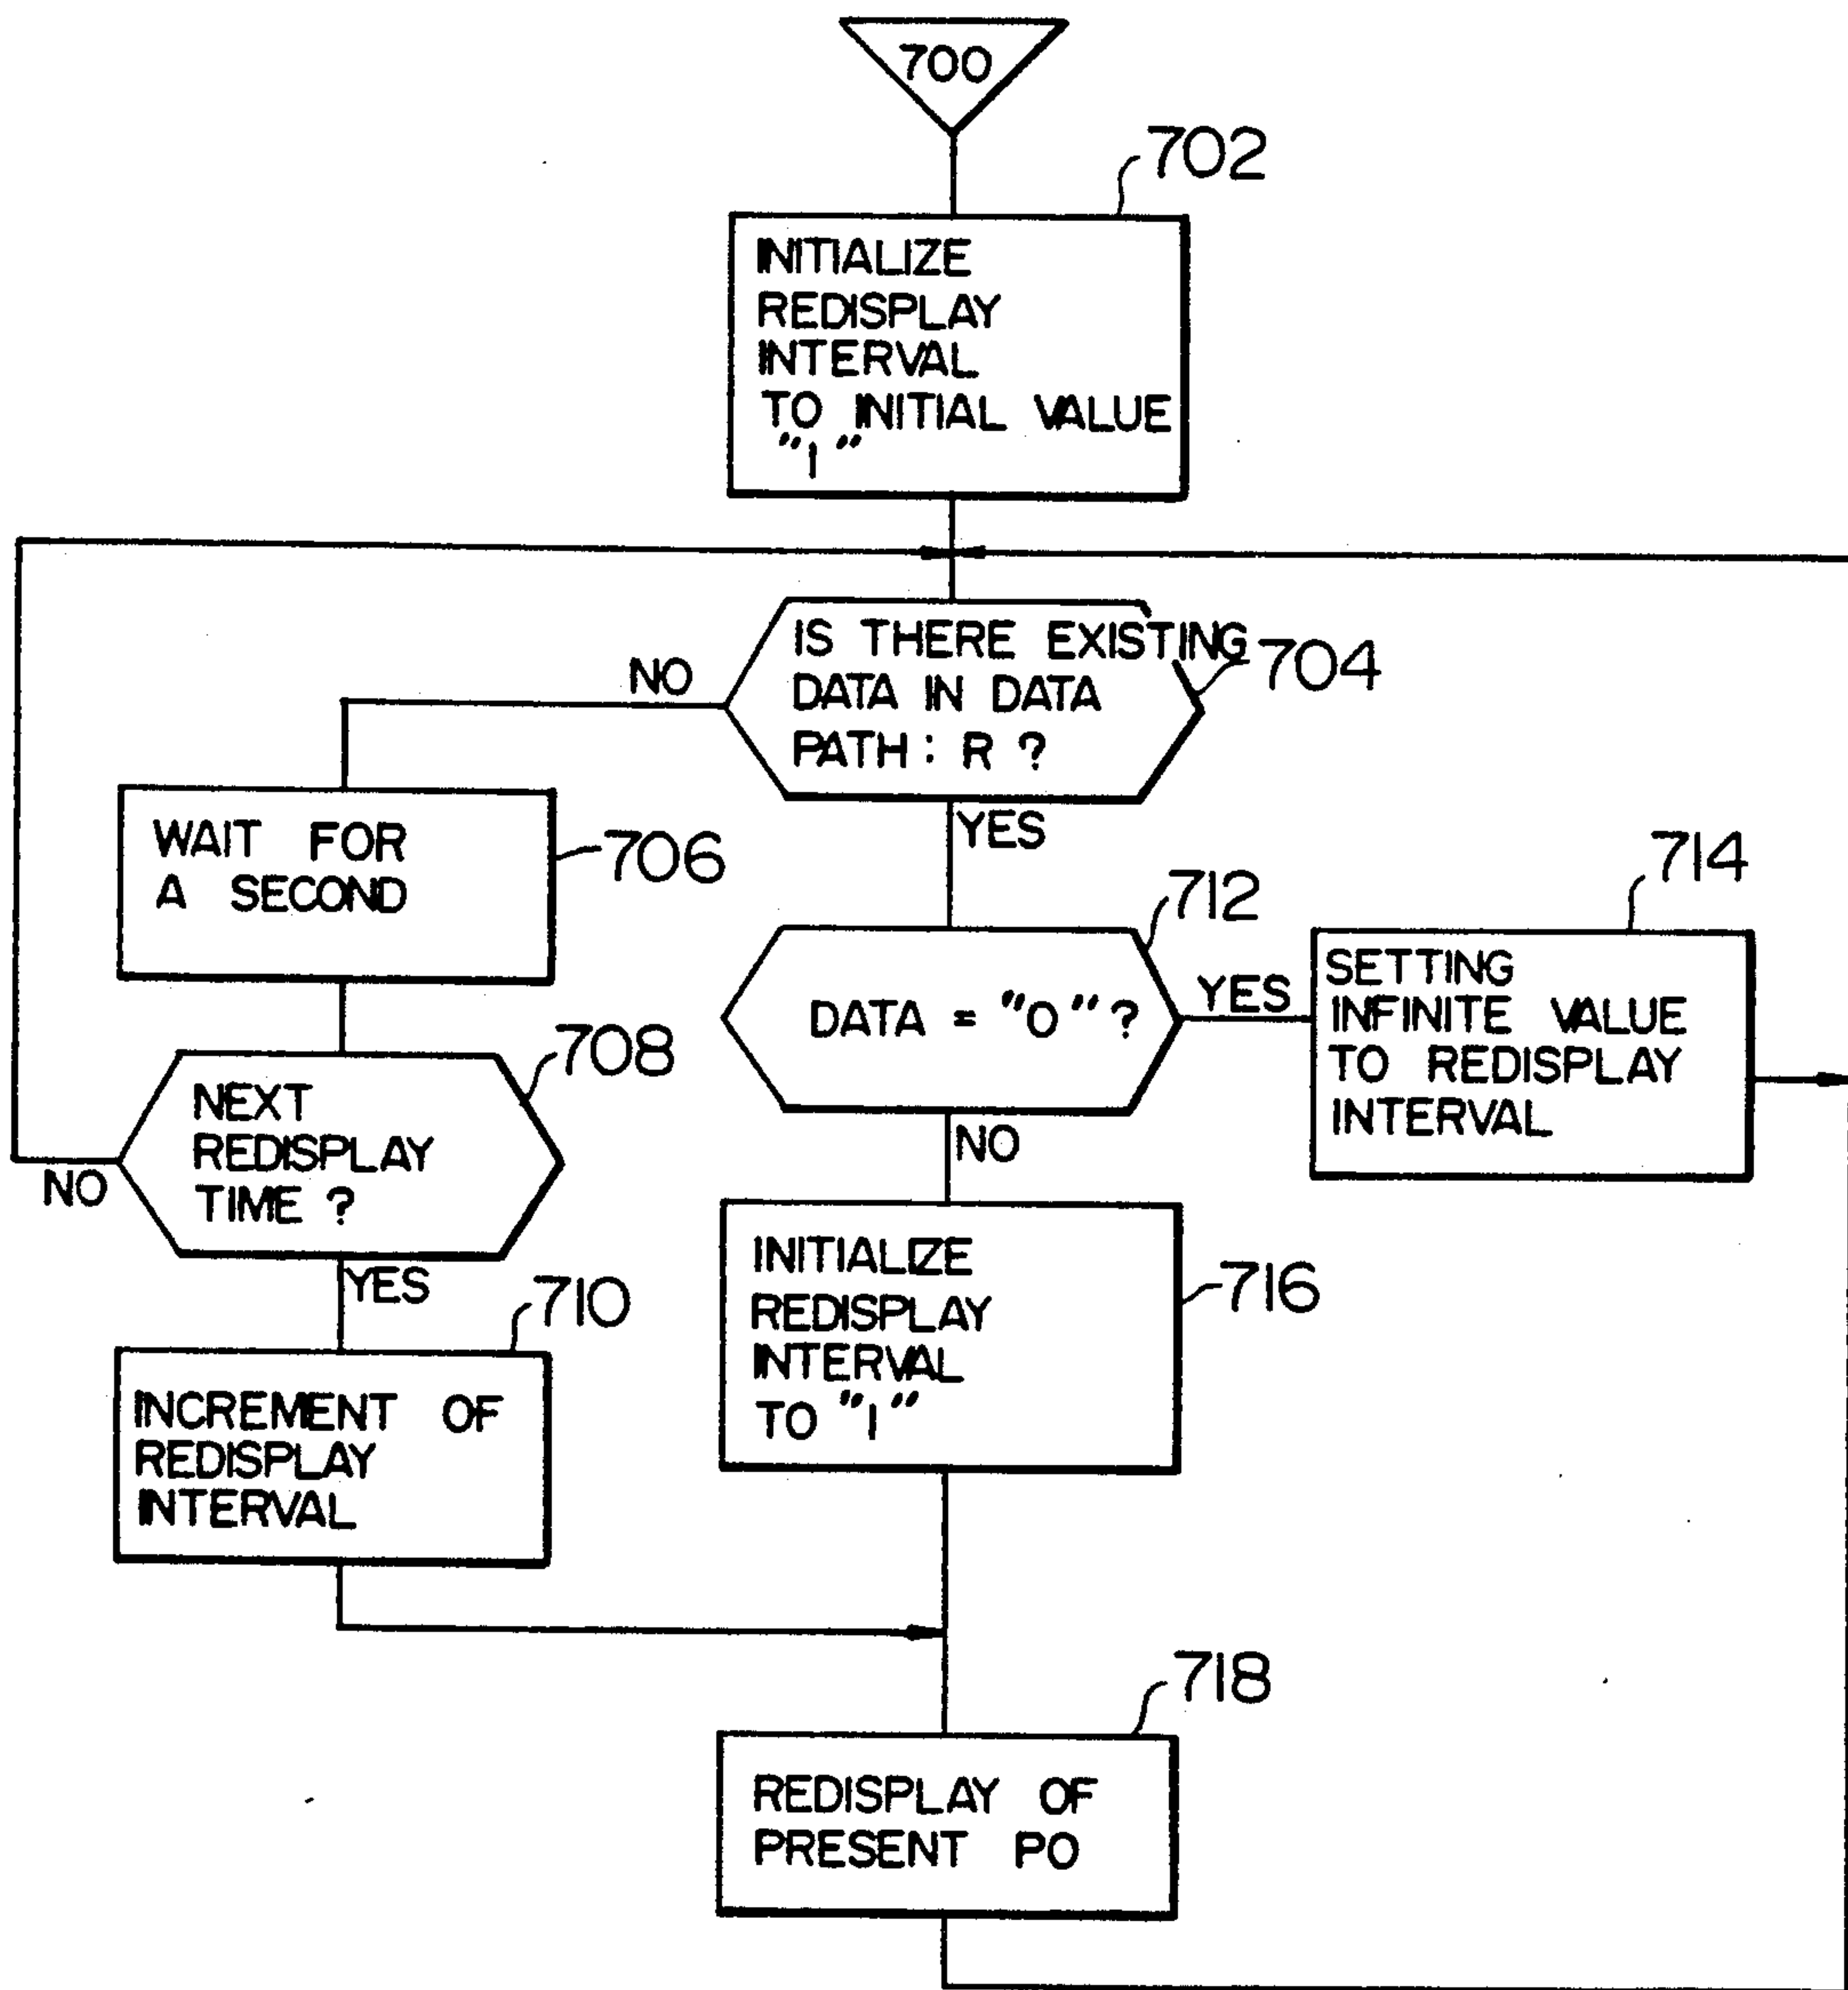 700
702
INITIALIZE
REDISPLAY
INTERVAL
TO INITIAL VALUE
"1"
IS THERE EXISTING
DATA IN DATA
PATH : R ?
704
NO
YES
WAIT FOR
A SECOND
706
712
DATA = "0" ?
YES
NO
714
SETTING
INFINITE VALUE
TO REDISPLAY
INTERVAL
708
NEXT
REDISPLAY
TIME ?
NO
YES
710
INCREMENT OF
REDISPLAY
INTERVAL
INITIALIZE
REDISPLAY
INTERVAL
TO "1"
716
718
REDISPLAY OF
PRESENT PO